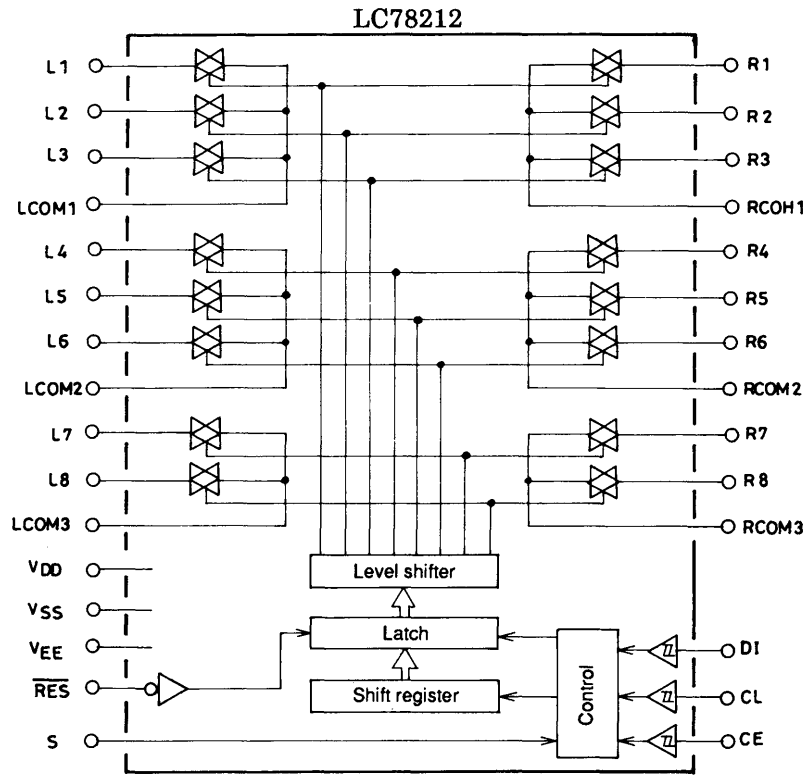 LC78212
L1
R1
L2
R2
L3
R3
LCOM1
RCOH1
L4
R4
L5
R5
L6
R6
LCOM2
RCOM2
L7
R7
L8
R8
LCOM3
RCOM3
VDD
Level shifter
VSS
Latch
VEE
DI
RES
Shift register
Control
CL
S
CE